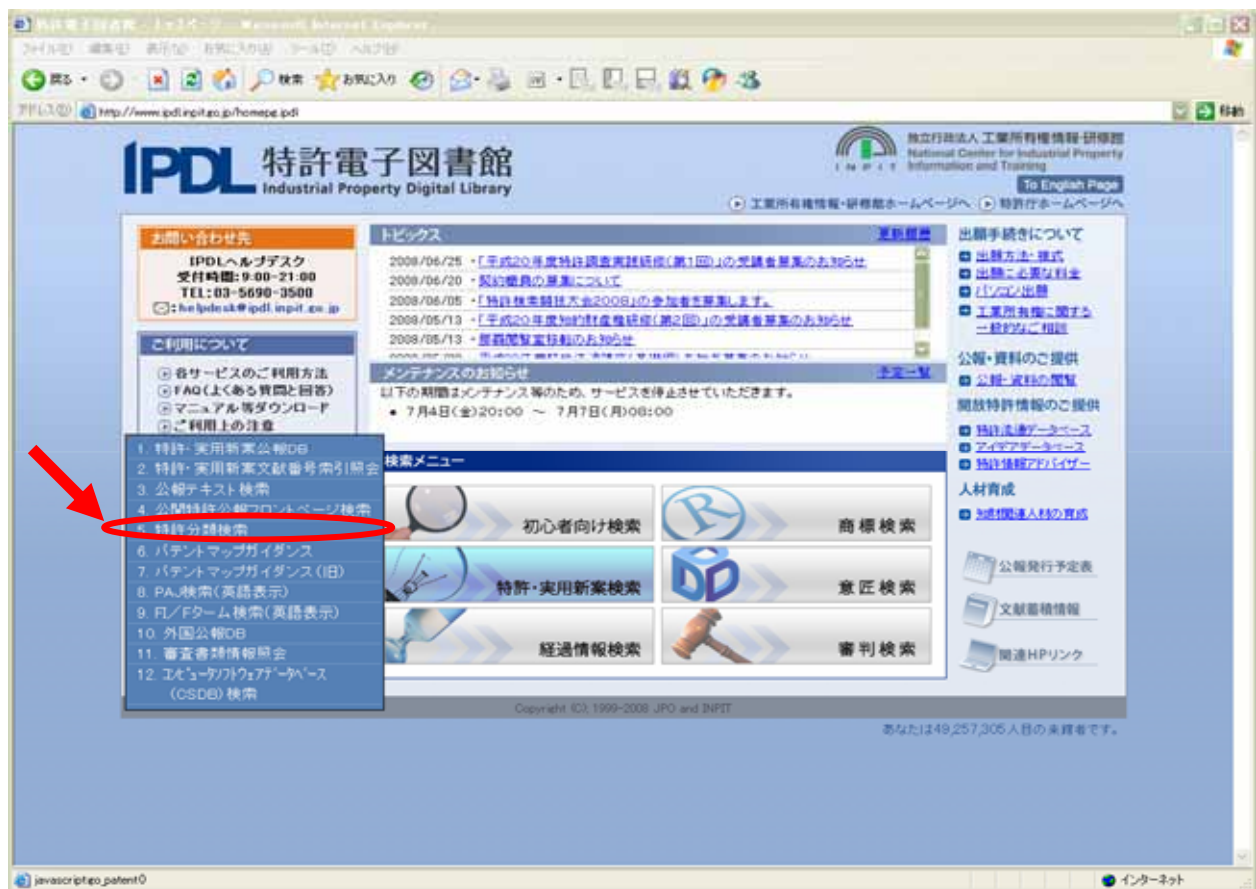 戻る
検索
お気に入り
http://www.ipdl.inpit.go.jp/homepg.ipdl
移動
IPDL 特許電子図書館
Industrial Property Digital Library
独立行政法人 工業所有権情報・研修館
National Center for Industrial Property
Information and Training
INPIT
To English Page
工業所有権情報・研修館ホームページへ
特許庁ホームページへ
お問い合わせ先
IPDLヘルプデスク
受付時間:9:00-21:00
TEL:03-5690-3500
:helpdesk@ipdl.inpit.go.jp
ご利用について
各サービスのご利用方法
FAQ(よくある質問と回答)
マニュアル等ダウンロード
ご利用上の注意
1. 特許・実用新案公報DB
2. 特許・実用新案文献番号索引照会
3. 公報テキスト検索
4. 公開特許公報フロントページ検索
5. 特許分類検索
6. パテントマップガイダンス
7. パテントマップガイダンス(旧)
8. PAJ検索(英語表示)
9. FI/Fターム検索(英語表示)
10. 外国公報DB
11. 審査書類情報照会
12. コンピュータソフトウェアデータベース
(CSDB)検索
トピックス 更新履歴
2008/06/25 ・「平成20年度特許調査実践研修(第1回)」の受講者募集のお知らせ
2008/06/20 ・契約職員の募集について
2008/06/05 ・「特許検索競技大会2008」の参加者を募集します。
2008/05/13 ・「平成20年度知的財産権研修(第2回)」の受講者募集のお知らせ
2008/05/13 ・部霧閲覧室移転のお知らせ
メンテナンスのお知らせ 予定一覧
以下の期間はメンテナンス等のため、サービスを停止させていただきます。
• 7月4日(金)20:00 ～ 7月7日(月)08:00
検索メニュー
初心者向け検索
商標検索
特許・実用新案検索
意匠検索
経過情報検索
審判検索
出願手続きについて
出願方法・様式
出願に必要な料金
パソコン出願
工業所有権に関する
一般的なご相談
公報・資料のご提供
公報・資料の閲覧
開放特許情報のご提供
特許流通データベース
アイデアデータベース
特許情報アドバイザー
人材育成
知財関連人材の育成
公報発行予定表
文献蓄積情報
関連HPリンク
Copyright (C); 1999-2008 JPO and INPIT
あなたは49,257,305人目の来館者です。
javascript:go_patent()
インターネット